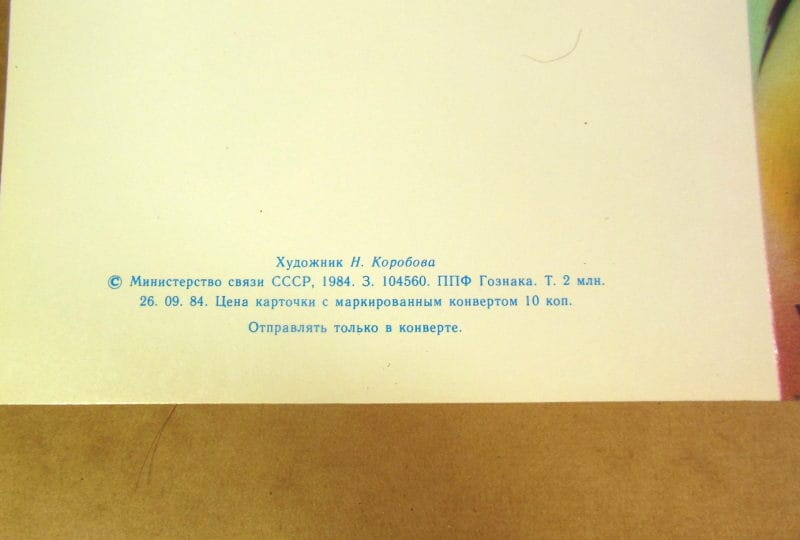 Художник Н. Коробова
© Министерство связи СССР, 1984. З. 104560. ППФ Гознака. Т. 2 млн.
26. 09. 84. Цена карточки с маркированным конвертом 10 коп.
Отправлять только в конверте.